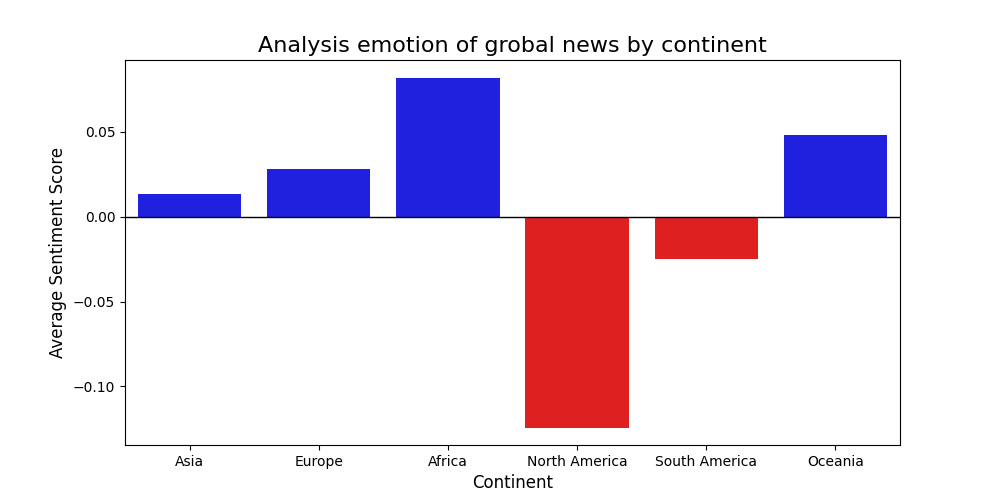 Analysis emotion of grobal news by continent
Average Sentiment Score
0.05
0.00
−0.05
−0.10
Asia Europe Africa North America South America Oceania
Continent